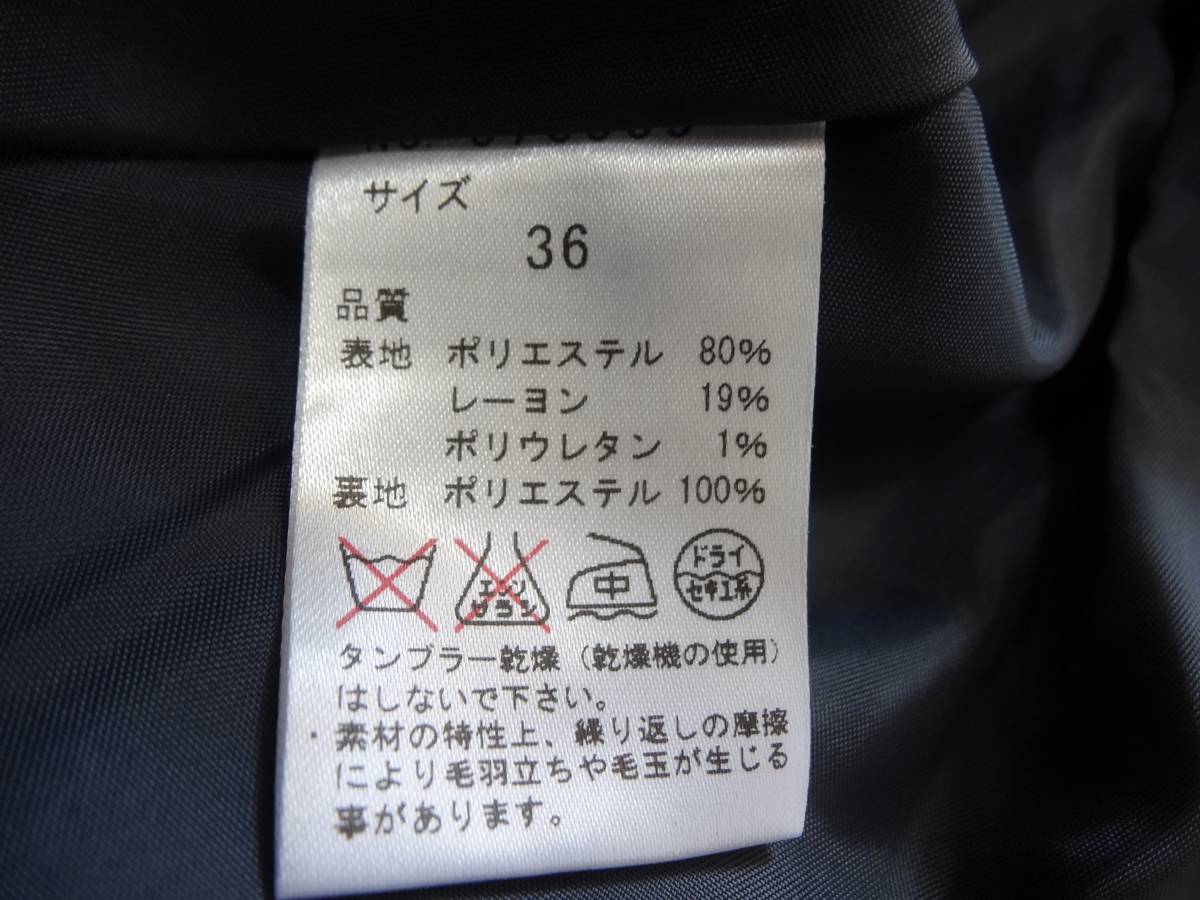 サイズ
36
品質
表地 ポリエステル 80%
レーヨン 19%
ポリウレタン 1%
裏地 ポリエステル 100%
エンソ
サラシ
中
ドライ
セキユ系
タンブラー乾燥（乾燥機の使用）
はしないで下さい。
・素材の特性上、繰り返しの摩擦
により毛羽立ちや毛玉が生じる
事があります。